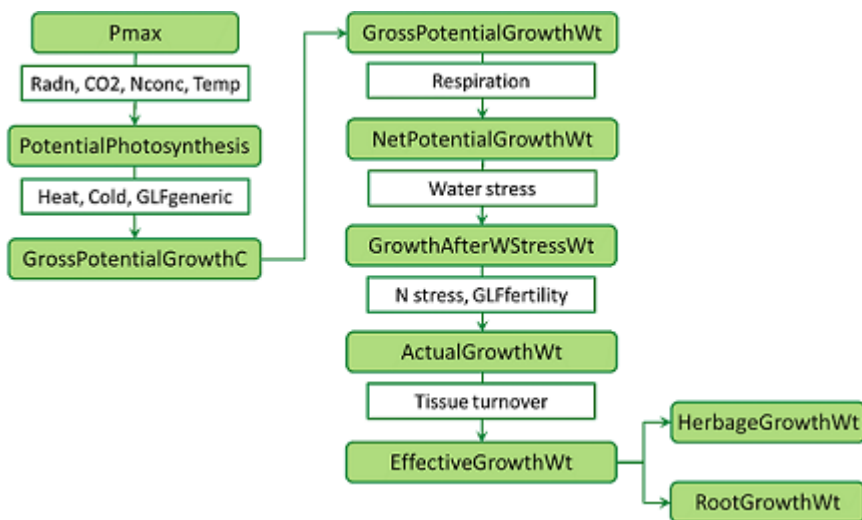 Pmax
Radn, CO2, Nconc, Temp
PotentialPhotosynthesis
Heat, Cold, GLFgeneric
GrossPotentialGrowthC
GrossPotentialGrowthWt
Respiration
NetPotentialGrowthWt
Water stress
GrowthAfterWStressWt
N stress, GLFfertility
ActualGrowthWt
Tissue turnover
EffectiveGrowthWt
HerbageGrowthWt
RootGrowthWt